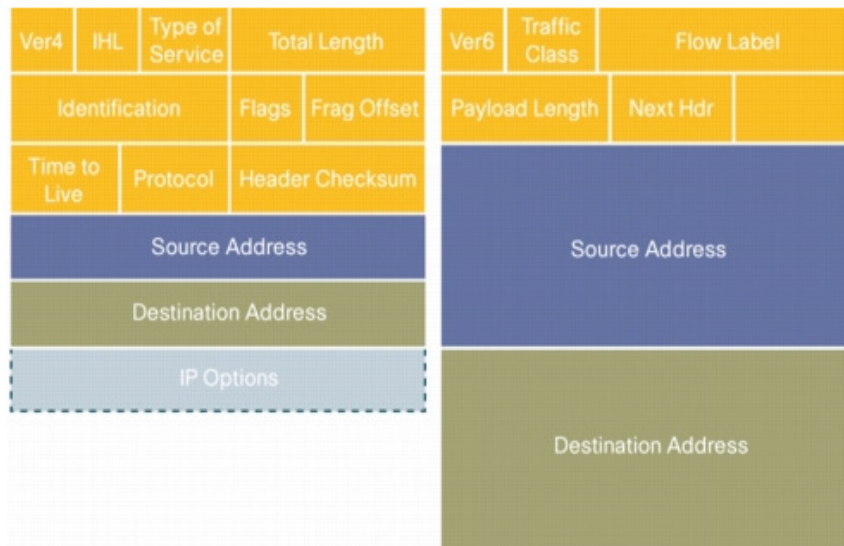 Ver4 IHL Type of Service Total Length
Identification Flags Frag Offset
Time to Live Protocol Header Checksum
Source Address
Destination Address
IP Options
Ver6 Traffic Class Flow Label
Payload Length Next Hdr
Source Address
Destination Address